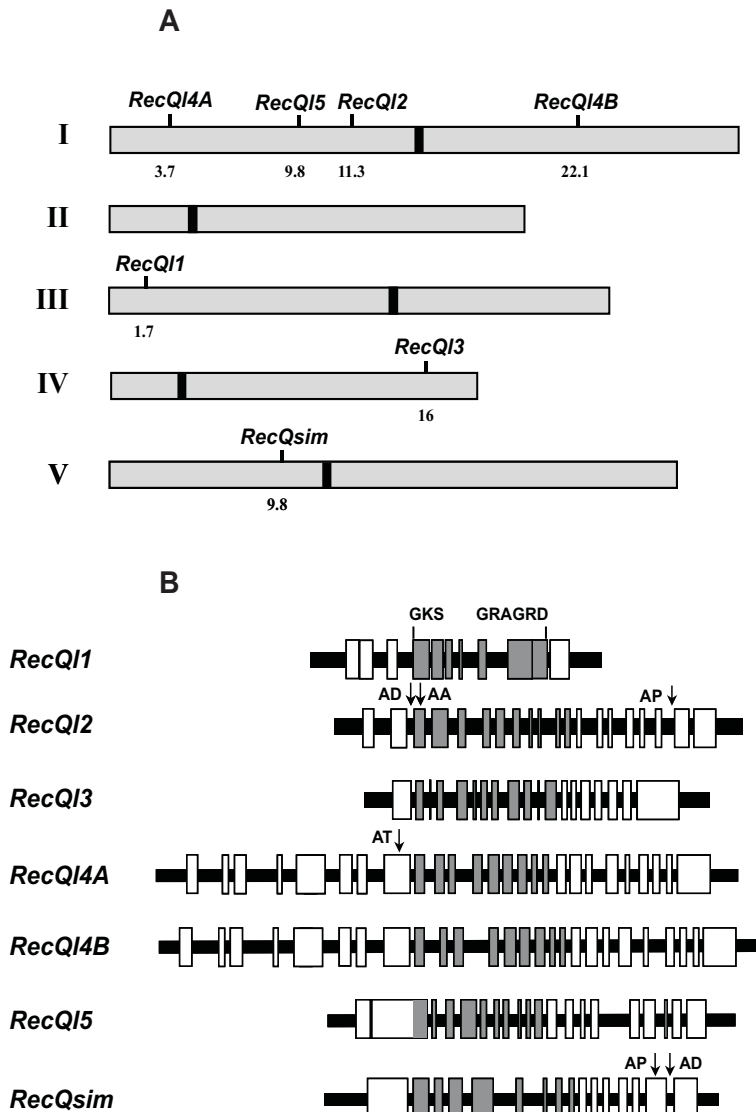 A
RecQl4A RecQl5 RecQl2 RecQl4B
I
3.7 9.8 11.3 22.1
II
RecQl1
III
1.7
RecQl3
IV
16
RecQsim
V
9.8
B
GKS GRAGRD
RecQl1
AD AA AP
RecQl2
RecQl3
AT
RecQl4A
RecQl4B
RecQl5
AP AD
RecQsim